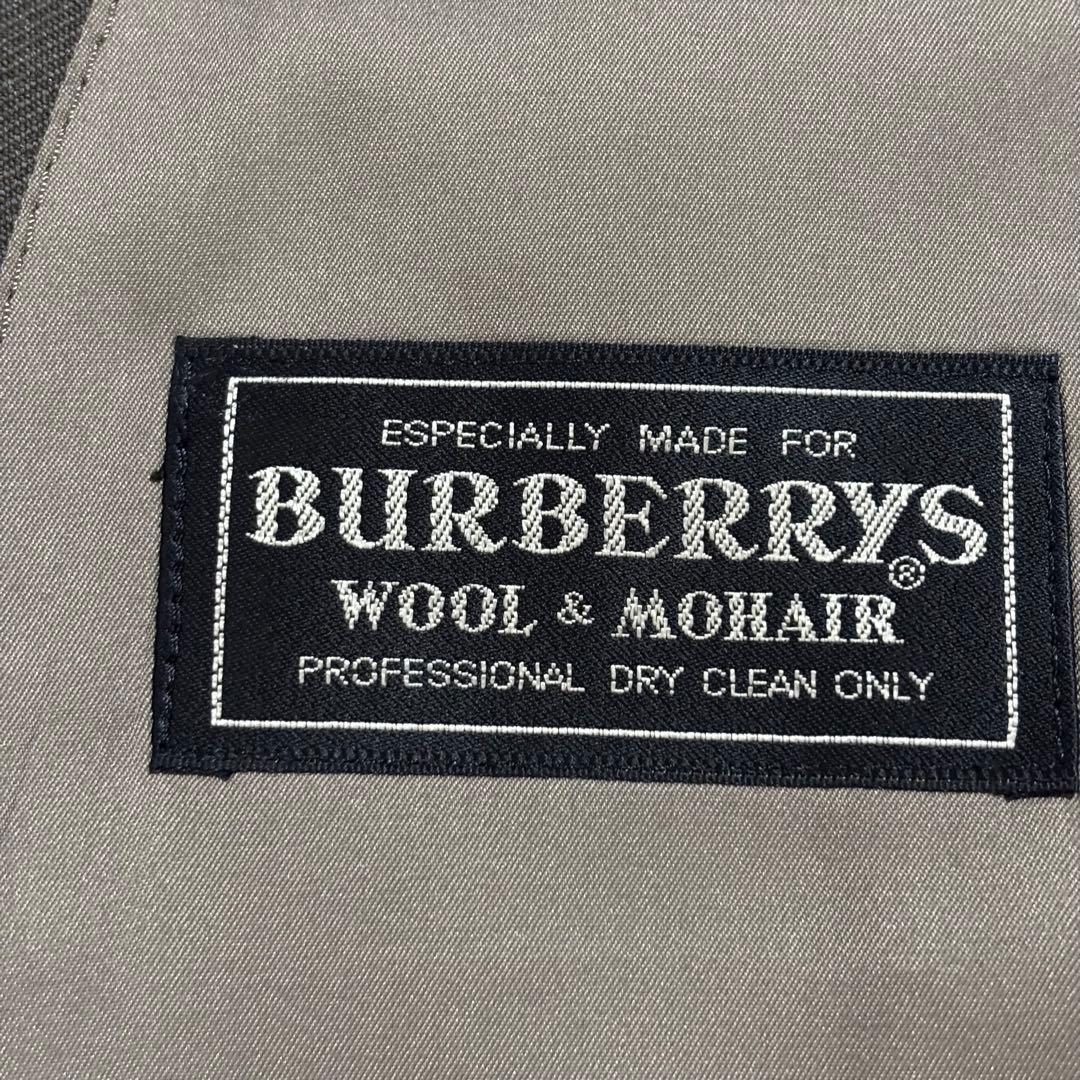 ESPECIALLY MADE FOR
BURBERRYS®
WOOL & MOHAIR
PROFESSIONAL DRY CLEAN ONLY